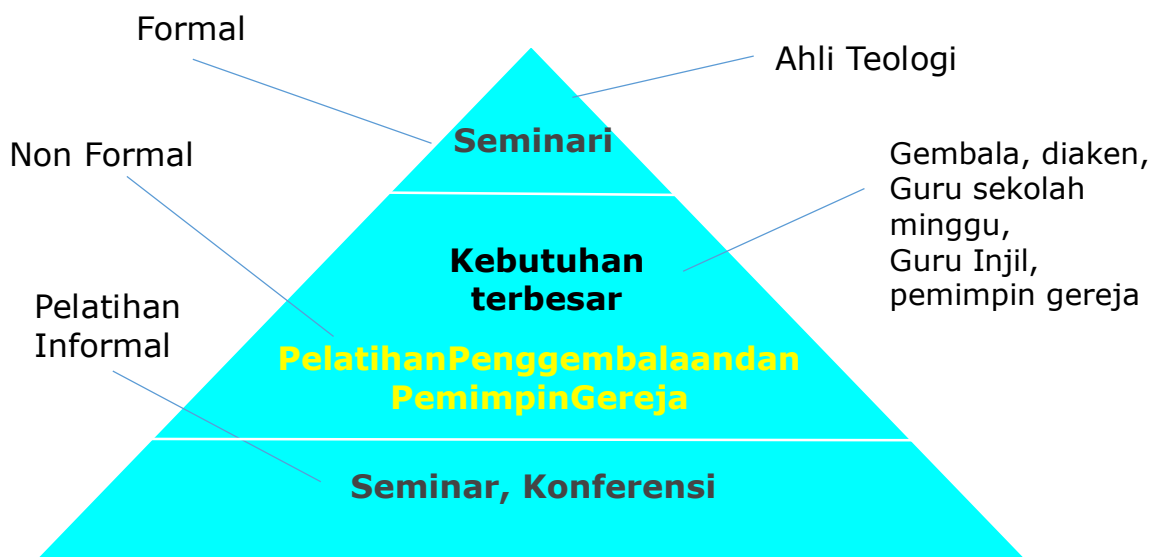 Formal
Ahli Teologi
Seminari
Non Formal
Gembala, diaken,
Guru sekolah
minggu,
Guru Injil,
pemimpin gereja
Kebutuhan
terbesar
Pelatihan
Informal
PelatihanPenggembalaandan
PemimpinGereja
Seminar, Konferensi